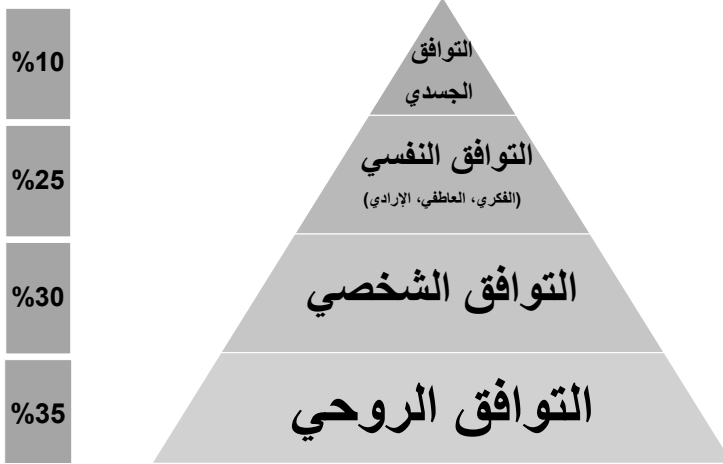 %10
التوافق
الجسدي
%25
التوافق النفسي
(الفكري، العاطفي، الإرادي)
%30
التوافق الشخصي
%35
التوافق الروحي